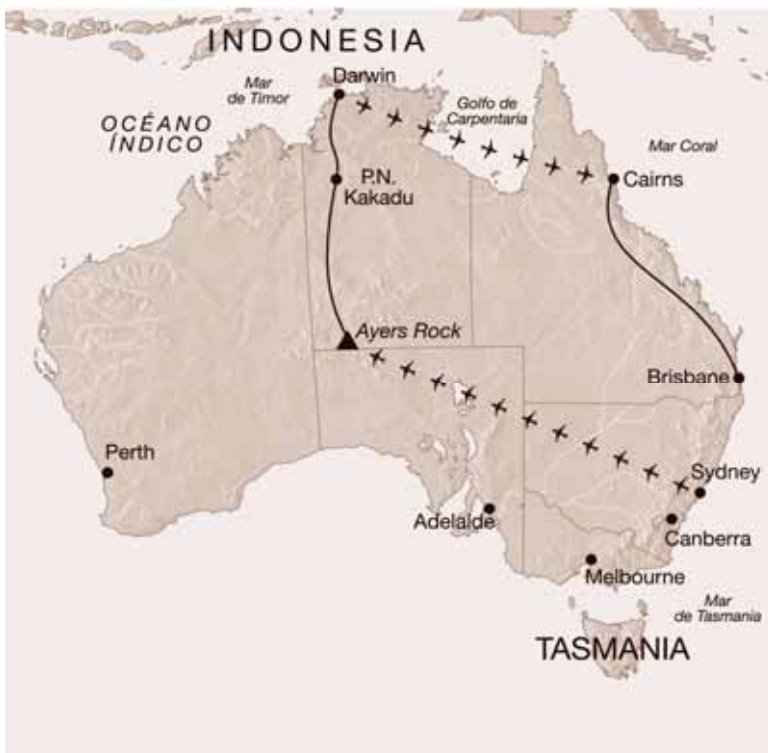 INDONESIA
Darwin
Mar
de Timor
Golfo de
Carpentaria
OCÉANO
ÍNDICO
Mar Coral
P.N.
Kakadu
Cairns
Ayers Rock
Brisbane
Perth
Sydney
Adelaide
Canberra
Melbourne
Mar
de Tasmania
TASMANIA